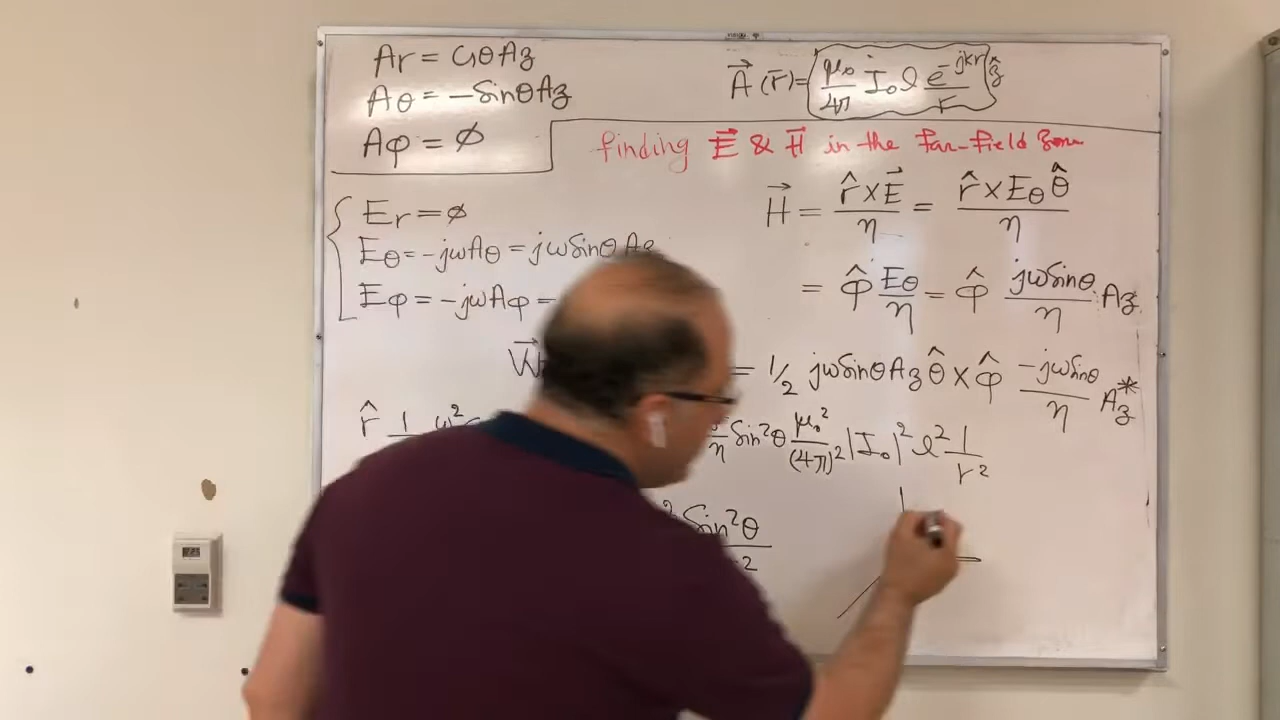 Ar = CosθAz
Aθ = -SinθAz
Aφ = ∅
A⃗ (r̄) = μ₀/4π I₀ l e^-jkr/r ẑ
finding E⃗ & H⃗ in the far-field Zone
Er = ∅
Eθ = -jωAθ = jωSinθ Az
Eφ = -jωAφ =
H⃗ = r̂ × E⃗/η = r̂ × Eθ θ̂/η
= φ̂ Eθ/η = φ̂ jωSinθ/η Az
W⃗ = 1/2 jωSinθAz θ̂ × φ̂ -jωSinθ/η Az*
r̂ 1 ω² /η Sin²θ μ₀²/(4π)² |I₀|² l² 1/r²
² Sin²θ
2